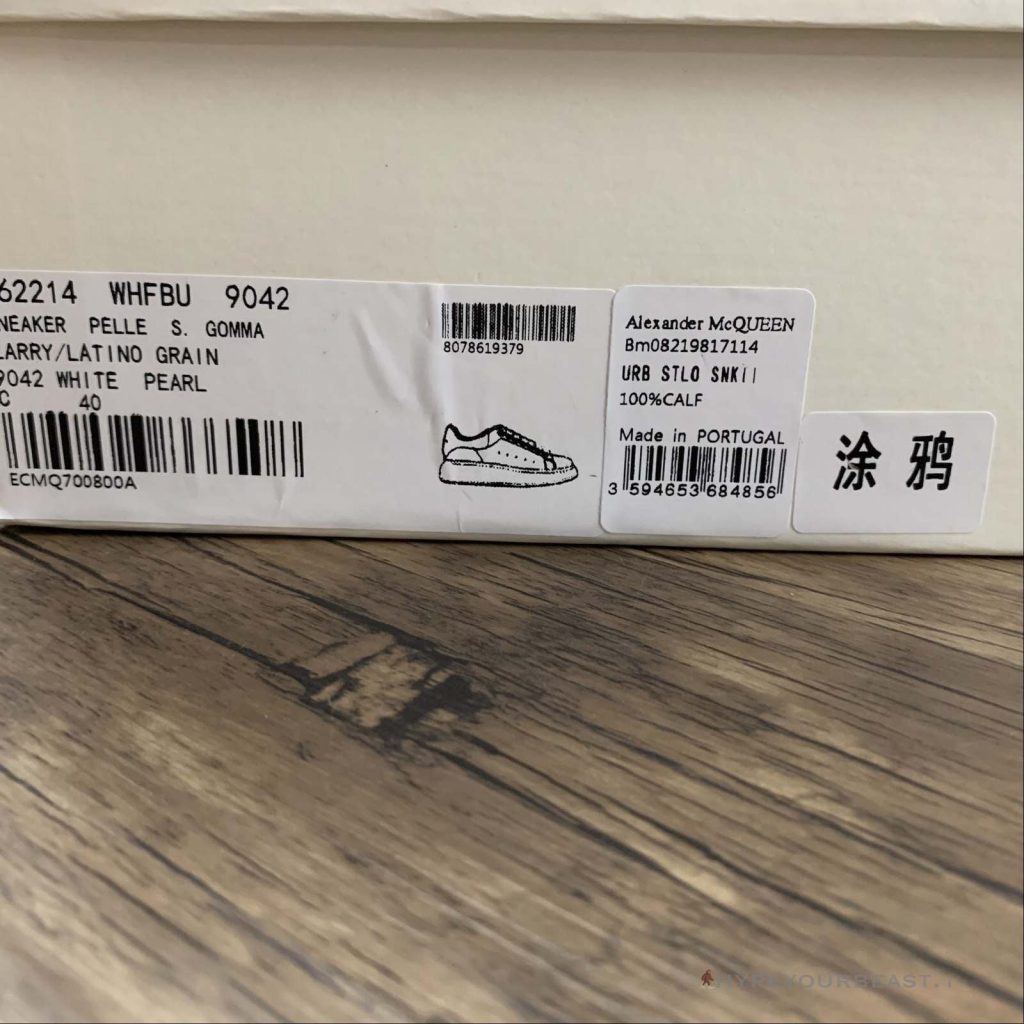 62214 WHFBU 9042
NEAKER PELLE S. GOMMA
LARRY/LATINO GRAIN
9042 WHITE PEARL
C 40
ECMQ700800A
8078619379
Alexander McQUEEN
Bm08219817114
URB STLO SNKII
100%CALF
Made in PORTUGAL
3 594653 684856
涂 鸦
HYPEYOURBEAST.